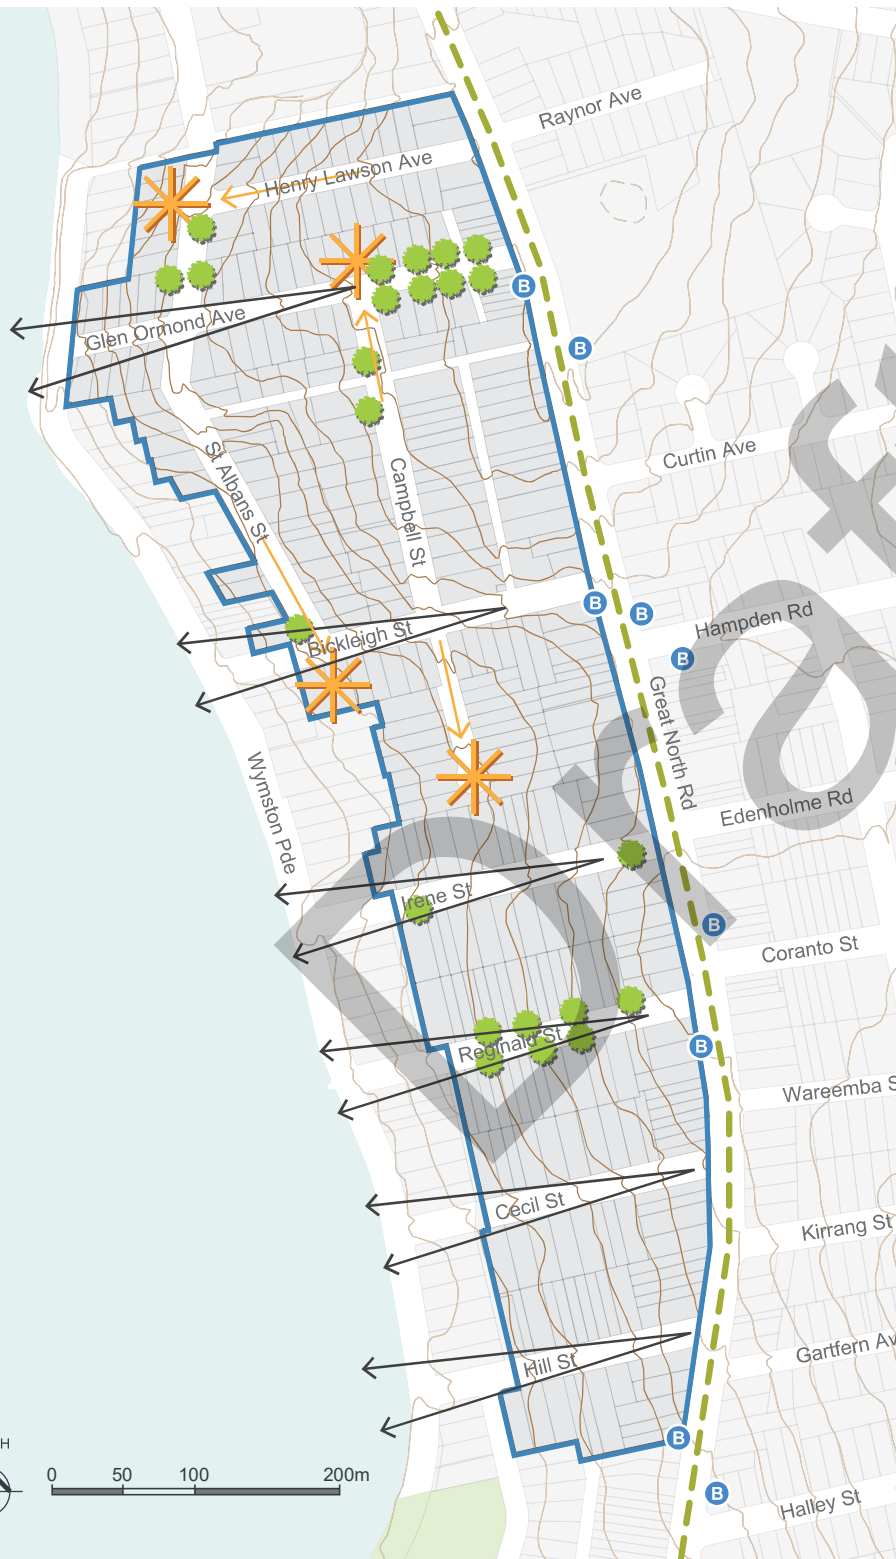 Raynor Ave
Henry Lawson Ave
B
Glen Ormond Ave
B
St Albans St
Campbell St
Curtin Ave
B
B
Bickleigh St
Hampden Rd
B
Great North Rd
Wymston Pde
Edenholme Rd
Irene St
B
Coranto St
Reginald St
B
Wareemba S
Cecil St
Kirrang St
Hill St
Gartfern Av
B
H
0 50 100 200m
B
Halley St